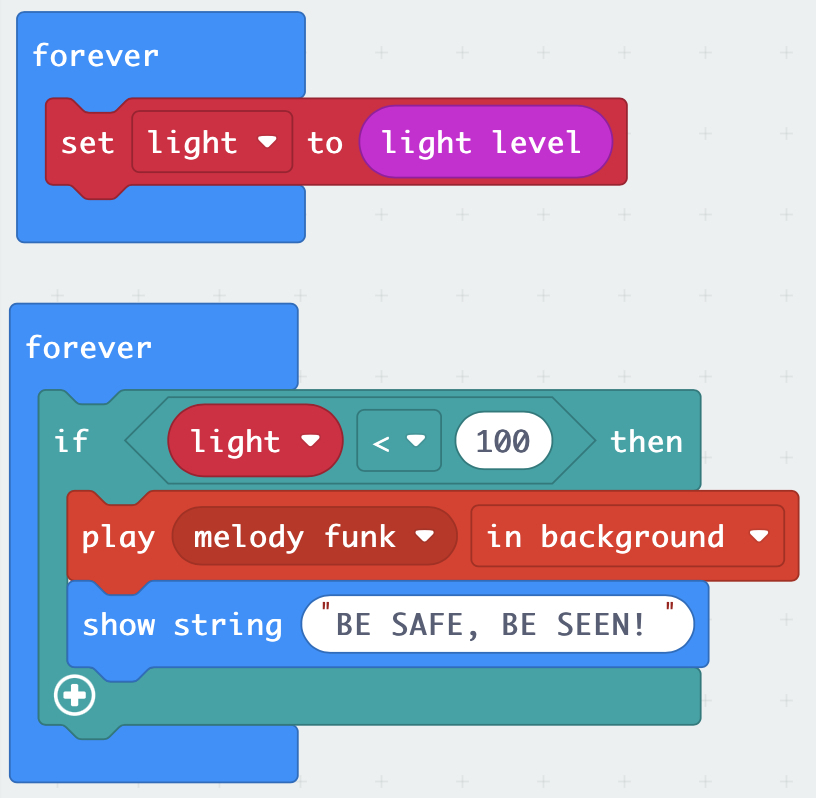 forever
set light to light level
forever
if light < 100 then
play melody funk in background
show string "BE SAFE, BE SEEN! "